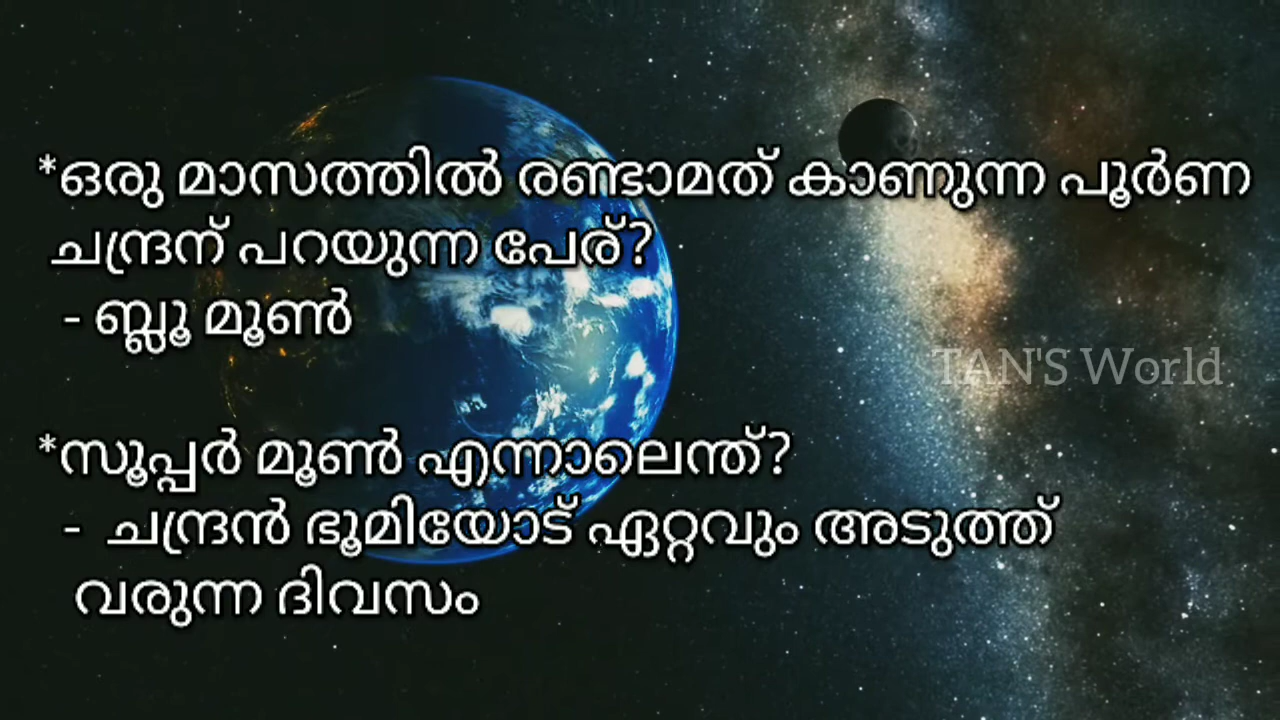 *ഒരു മാസത്തിൽ രണ്ടാമത് കാണുന്ന പൂർണ
ചന്ദ്രന് പറയുന്ന പേര്?
- ബ്ലൂ മൂൺ
TAN'S World
*സൂപ്പർ മൂൺ എന്നാലെന്ത്?
- ചന്ദ്രൻ ഭൂമിയോട് ഏറ്റവും അടുത്ത്
വരുന്ന ദിവസം